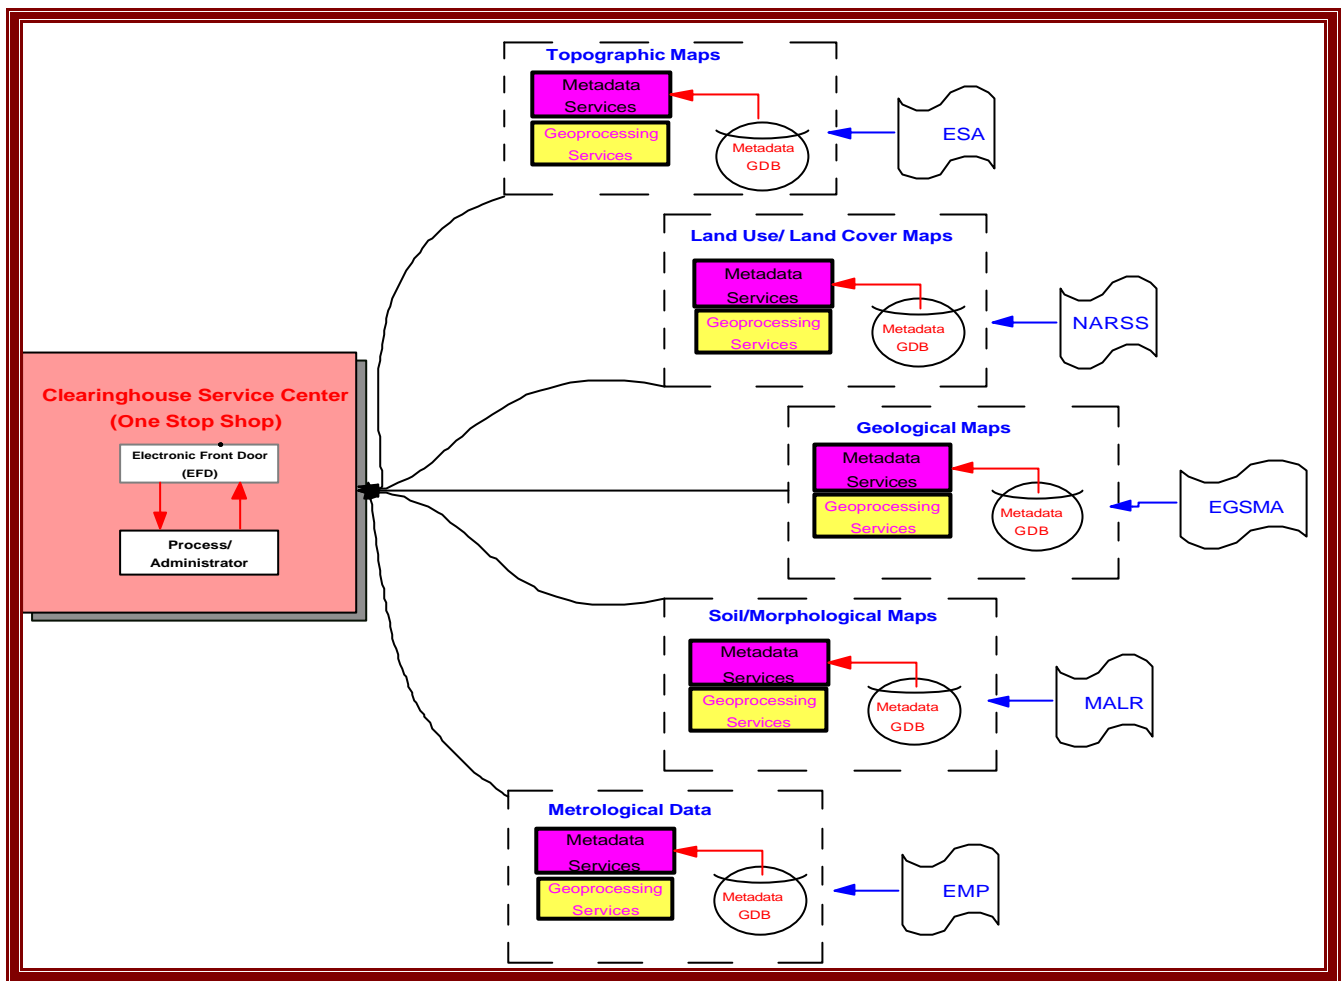 Topographic Maps
Metadata
Services
Geoprocessing
Services
Metadata
GDB
ESA
Land Use/ Land Cover Maps
Metadata
Services
Geoprocessing
Services
Metadata
GDB
NARSS
Clearinghouse Service Center
(One Stop Shop)
Electronic Front Door
(EFD)
Process/
Administrator
Geological Maps
Metadata
Services
Geoprocessing
Services
Metadata
GDB
EGSMA
Soil/Morphological Maps
Metadata
Services
Geoprocessing
Services
Metadata
GDB
MALR
Metrological Data
Metadata
Services
Geoprocessing
Services
Metadata
GDB
EMP